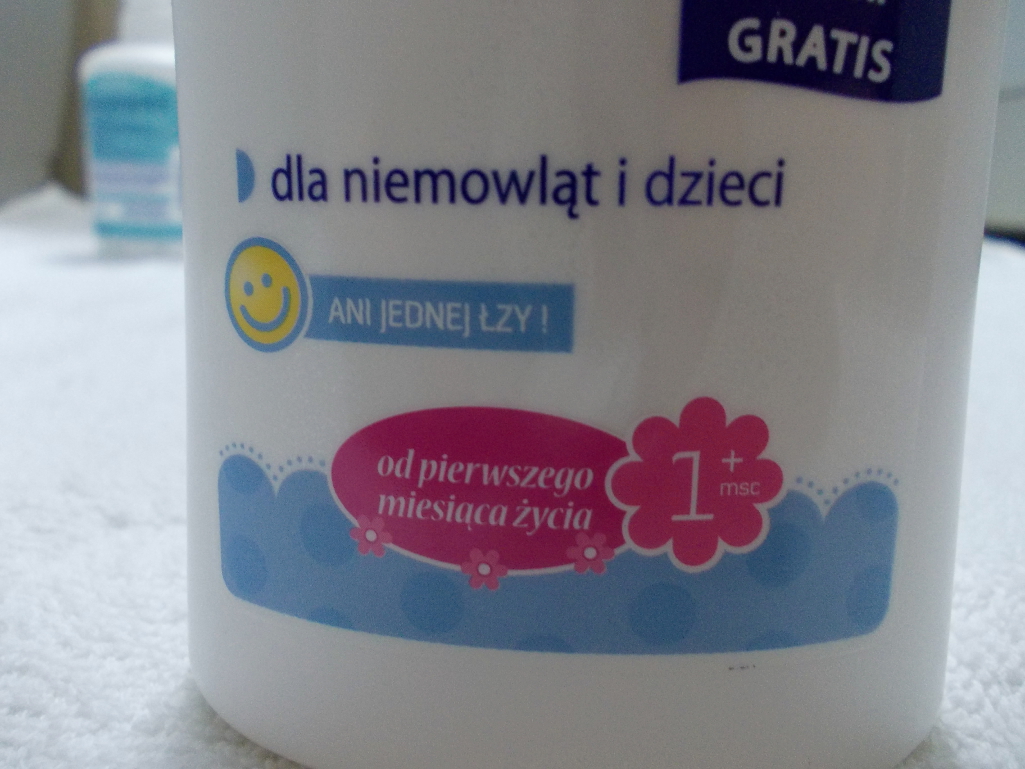 GRATIS
dla niemowląt i dzieci
ANI JEDNEJ ŁZY !
od pierwszego
miesiąca życia
1+
msc